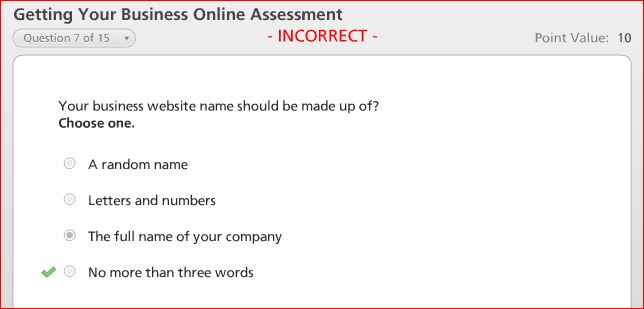 Getting Your Business Online Assessment
Question 7 of 15
- INCORRECT -
Point Value: 10
Your business website name should be made up of?
Choose one.
A random name
Letters and numbers
The full name of your company
No more than three words